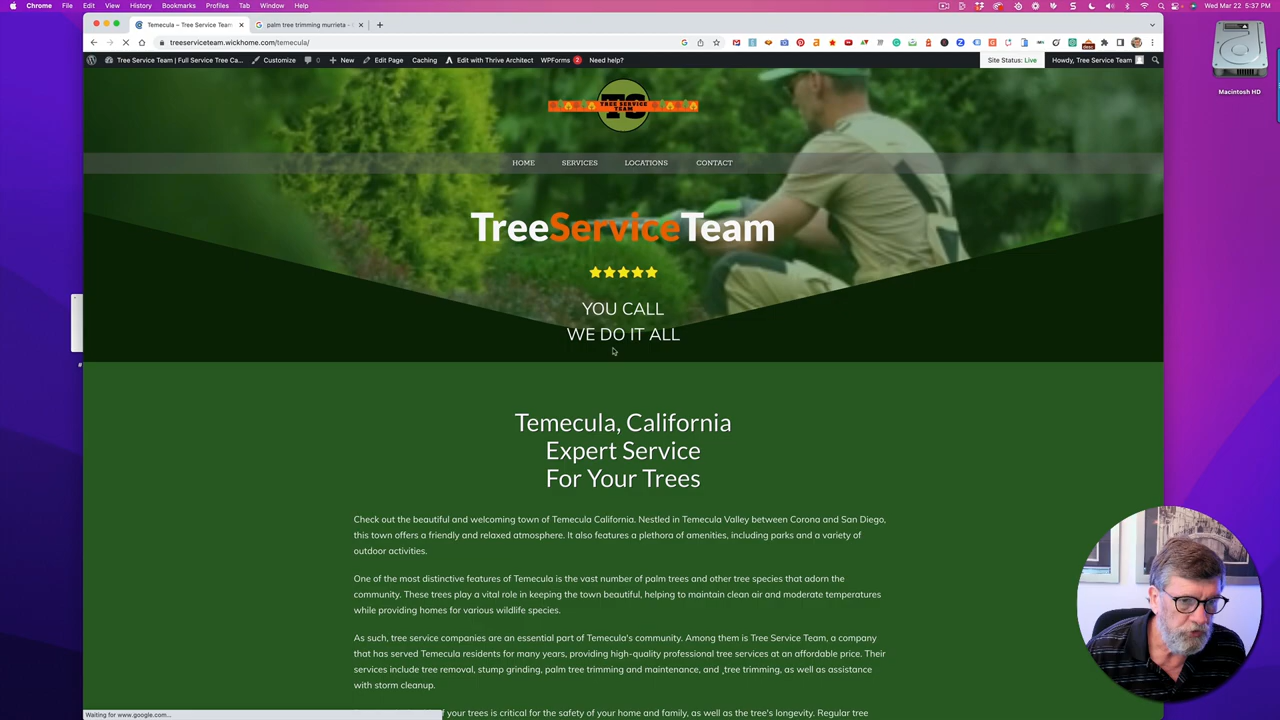 Chrome File Edit View History Bookmarks Profiles Tab Window Help
Wed Mar 22 5:37 PM
Temecula – Tree Service Team
palm tree trimming murrieta -
treeserviceteam.wickhome.com/temecula/
Tree Service Team | Full Service Tree Ca... Customize 0 New Edit Page Caching Edit with Thrive Architect WPForms 2 Need help? Site Status: Live Howdy, Tree Service Team
Macintosh HD
TS
TREE SERVICE
TEAM
HOME SERVICES LOCATIONS CONTACT
TreeServiceTeam
YOU CALL
WE DO IT ALL
Temecula, California
Expert Service
For Your Trees
Check out the beautiful and welcoming town of Temecula California. Nestled in Temecula Valley between Corona and San Diego,
this town offers a friendly and relaxed atmosphere. It also features a plethora of amenities, including parks and a variety of
outdoor activities.
One of the most distinctive features of Temecula is the vast number of palm trees and other tree species that adorn the
community. These trees play a vital role in keeping the town beautiful, helping to maintain clean air and moderate temperatures
while providing homes for various wildlife species.
As such, tree service companies are an essential part of Temecula's community. Among them is Tree Service Team, a company
that has served Temecula residents for many years, providing high-quality professional tree services at an affordable price. Their
services include tree removal, stump grinding, palm tree trimming and maintenance, and ,tree trimming, as well as assistance
with storm cleanup.
of your trees is critical for the safety of your home and family, as well as the tree's longevity. Regular tree
Waiting for www.google.com...